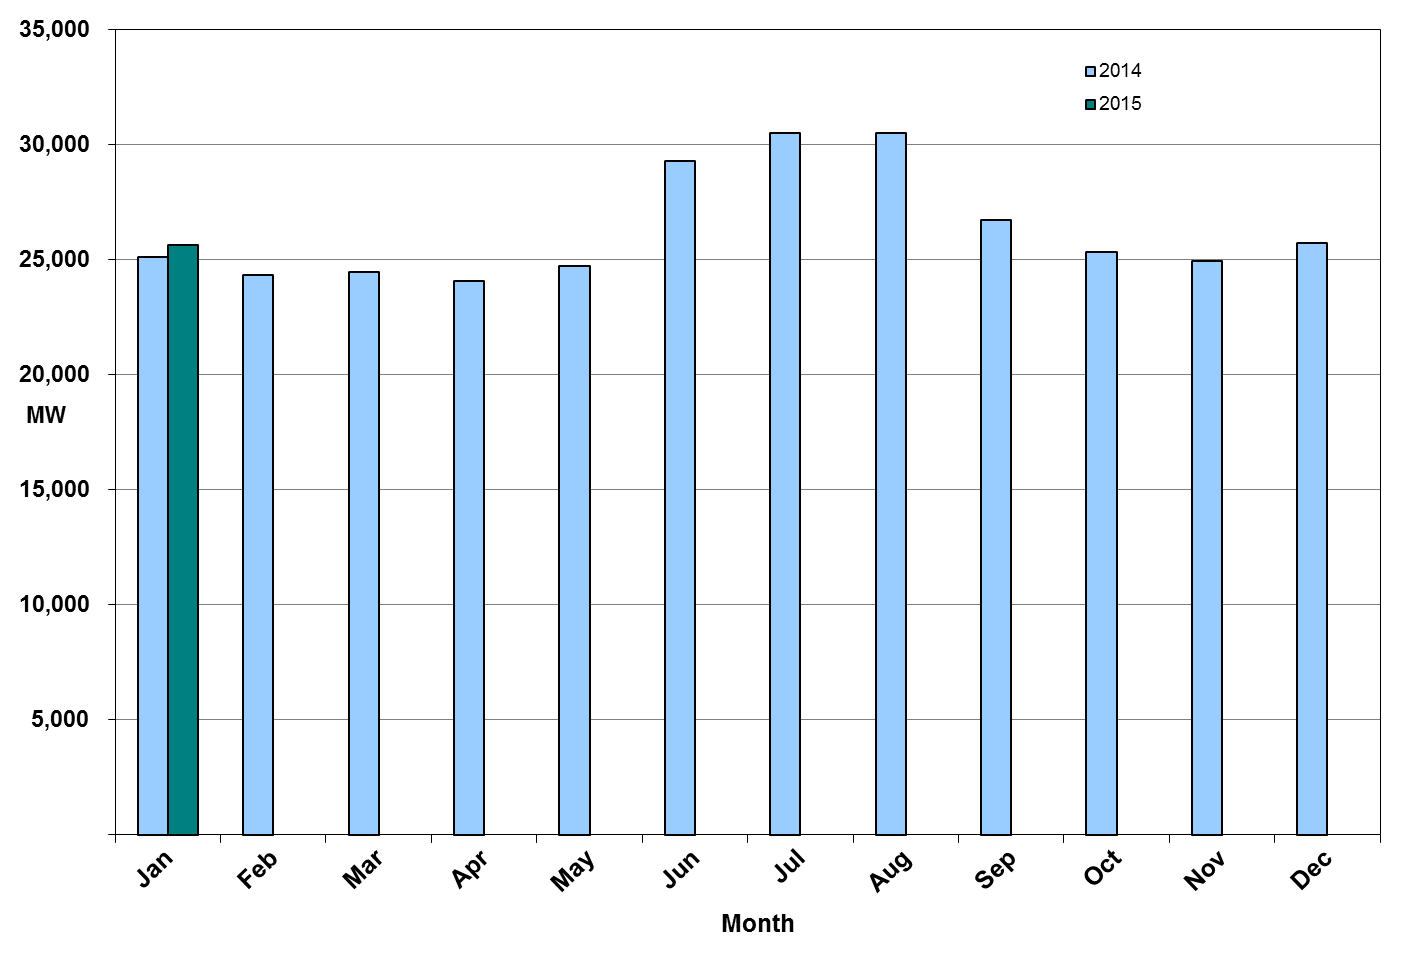 35,000
2014
2015
30,000
25,000
20,000
MW
15,000
10,000
5,000
Jan
Feb
Mar
Apr
May
Jun
Jul
Aug
Sep
Oct
Nov
Dec
Month